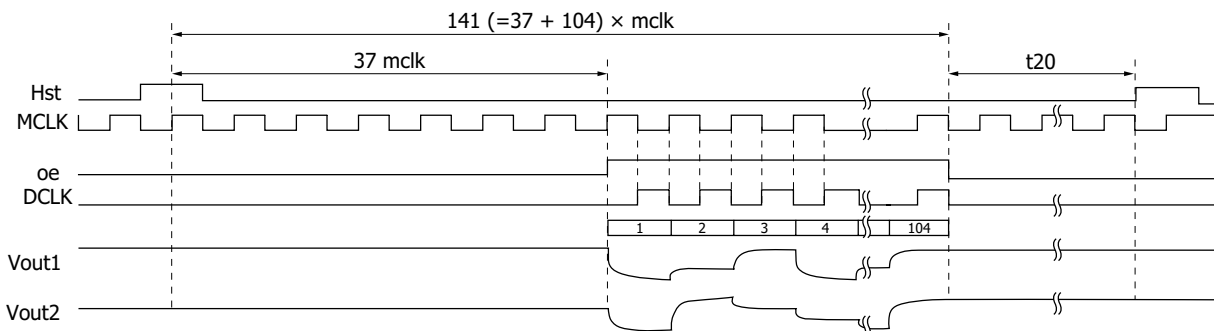 141 (=37 + 104) × mclk
37 mclk
t20
Hst
MCLK
oe
DCLK
1 2 3 4 104
Vout1
Vout2